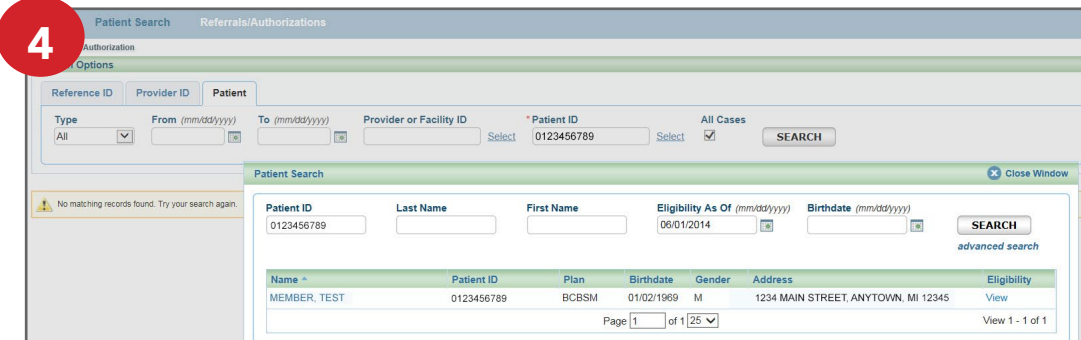 4
Patient Search Referrals/Authorizations
Authorization
Options
Reference ID Provider ID Patient
Type From (mm/dd/yyyy) To (mm/dd/yyyy) Provider or Facility ID *Patient ID All Cases
All Select 0123456789 Select SEARCH
Patient Search Close Window
No matching records found. Try your search again.
Patient ID Last Name First Name Eligibility As Of (mm/dd/yyyy) Birthdate (mm/dd/yyyy)
0123456789 06/01/2014 SEARCH
advanced search
Name Patient ID Plan Birthdate Gender Address Eligibility
MEMBER, TEST 0123456789 BCBSM 01/02/1969 M 1234 MAIN STREET, ANYTOWN, MI 12345 View
Page 1 of 1 25 View 1 - 1 of 1